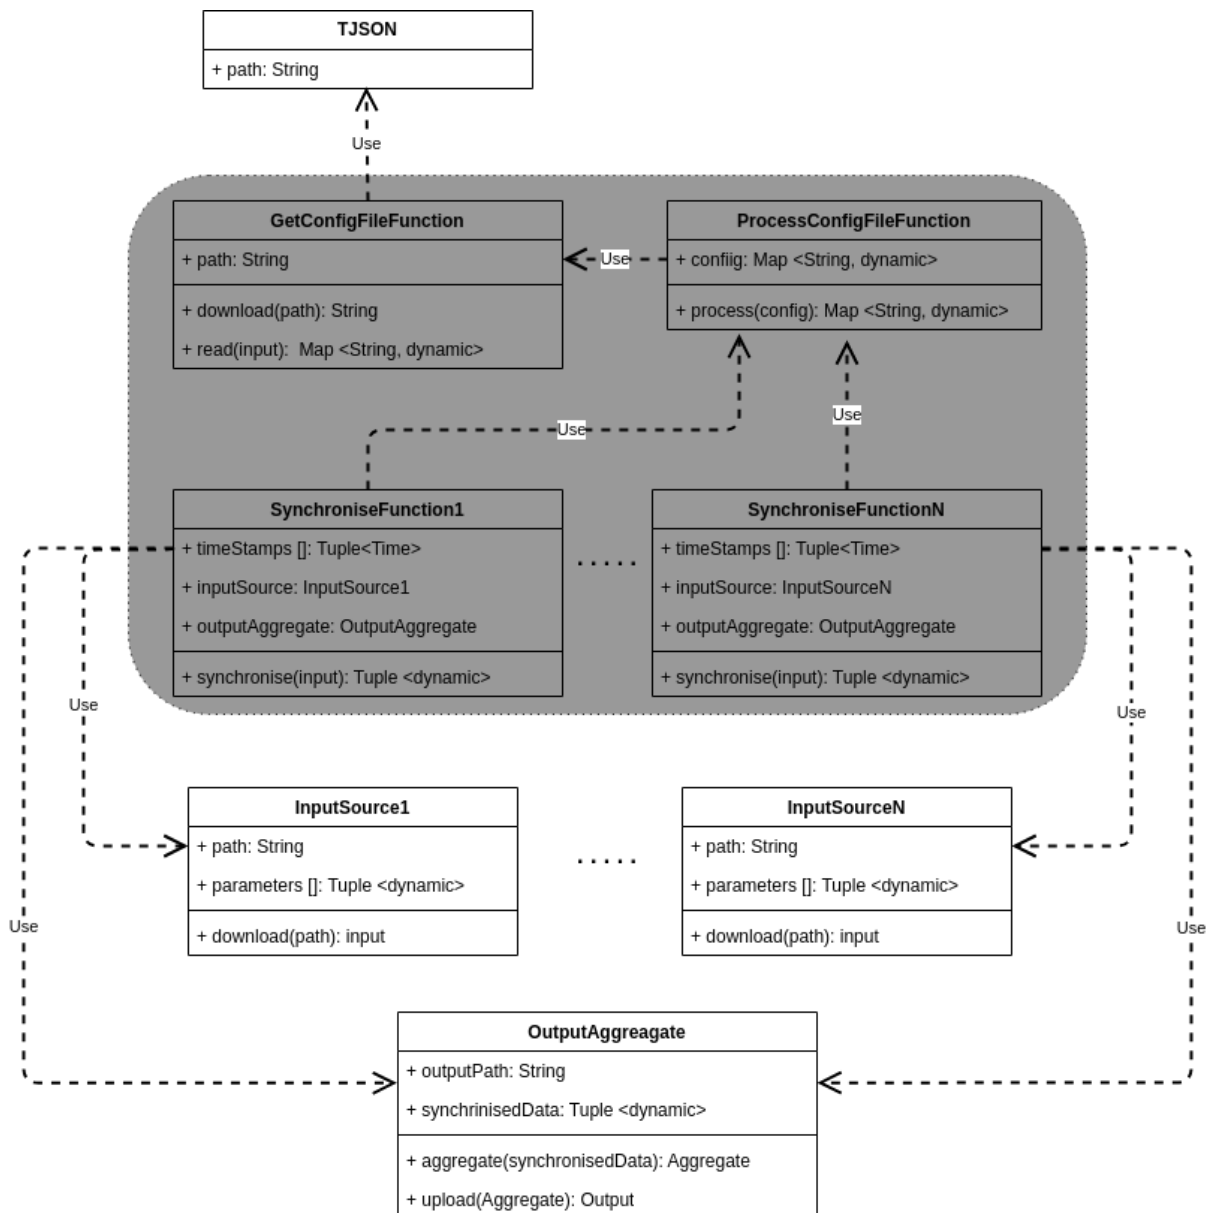 TJSON
+ path: String
Use
GetConfigFileFunction
+ path: String
+ download(path): String
+ read(input):  Map <String, dynamic>
Use
ProcessConfigFileFunction
+ confiig: Map <String, dynamic>
+ process(config): Map <String, dynamic>
Use
Use
SynchroniseFunction1
+ timeStamps []: Tuple<Time>
+ inputSource: InputSource1
+ outputAggregate: OutputAggregate
+ synchronise(input): Tuple <dynamic>
.....
SynchroniseFunctionN
+ timeStamps []: Tuple<Time>
+ inputSource: InputSourceN
+ outputAggregate: OutputAggregate
+ synchronise(input): Tuple <dynamic>
Use
Use
InputSource1
+ path: String
+ parameters []: Tuple <dynamic>
+ download(path): input
.....
InputSourceN
+ path: String
+ parameters []: Tuple <dynamic>
+ download(path): input
Use
Use
OutputAggreagate
+ outputPath: String
+ synchrinisedData: Tuple <dynamic>
+ aggregate(synchronisedData): Aggregate
+ upload(Aggregate): Output